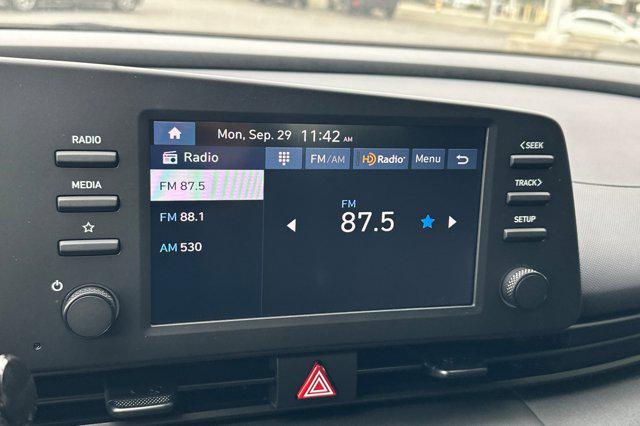 Mon, Sep. 29 11:42 AM
RADIO
MEDIA
Radio
FM/AM
HD Radio
Menu
FM 87.5
FM 88.1
AM 530
FM
87.5
<SEEK
TRACK>
SETUP